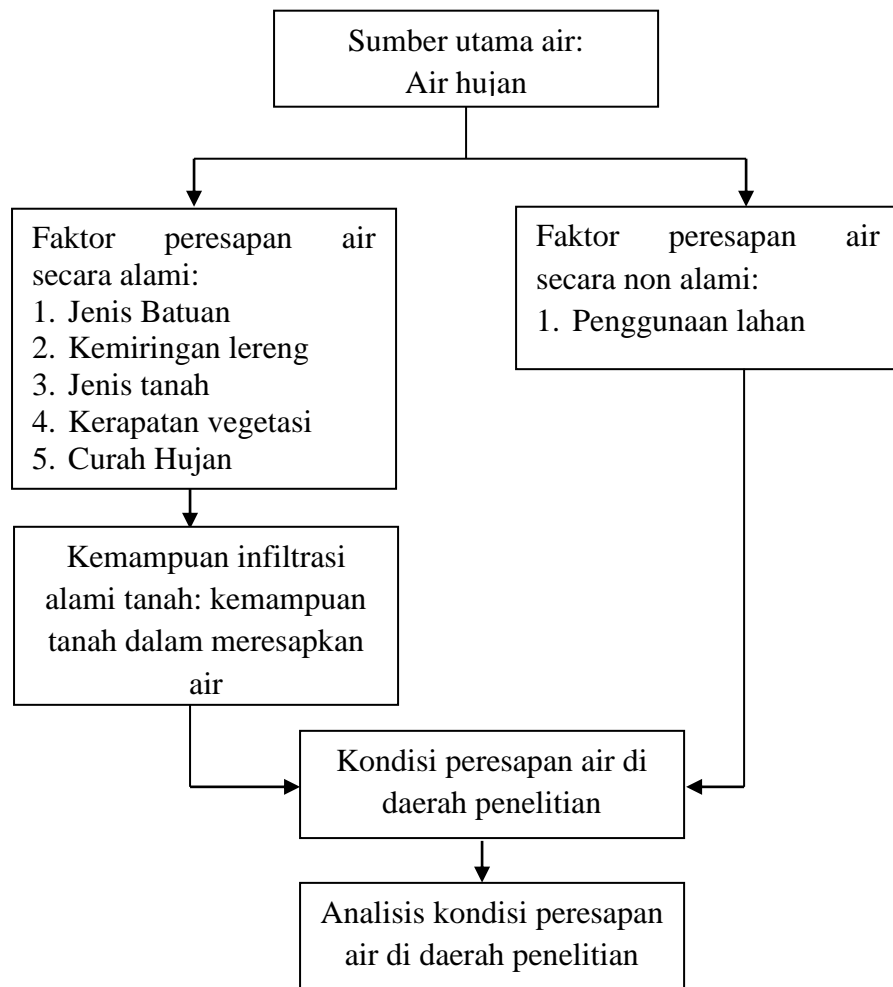 Sumber utama air:
Air hujan
Faktor peresapan air
secara alami:
1. Jenis Batuan
2. Kemiringan lereng
3. Jenis tanah
4. Kerapatan vegetasi
5. Curah Hujan
Faktor peresapan air
secara non alami:
1. Penggunaan lahan
Kemampuan infiltrasi
alami tanah: kemampuan
tanah dalam meresapkan
air
Kondisi peresapan air di
daerah penelitian
Analisis kondisi peresapan
air di daerah penelitian